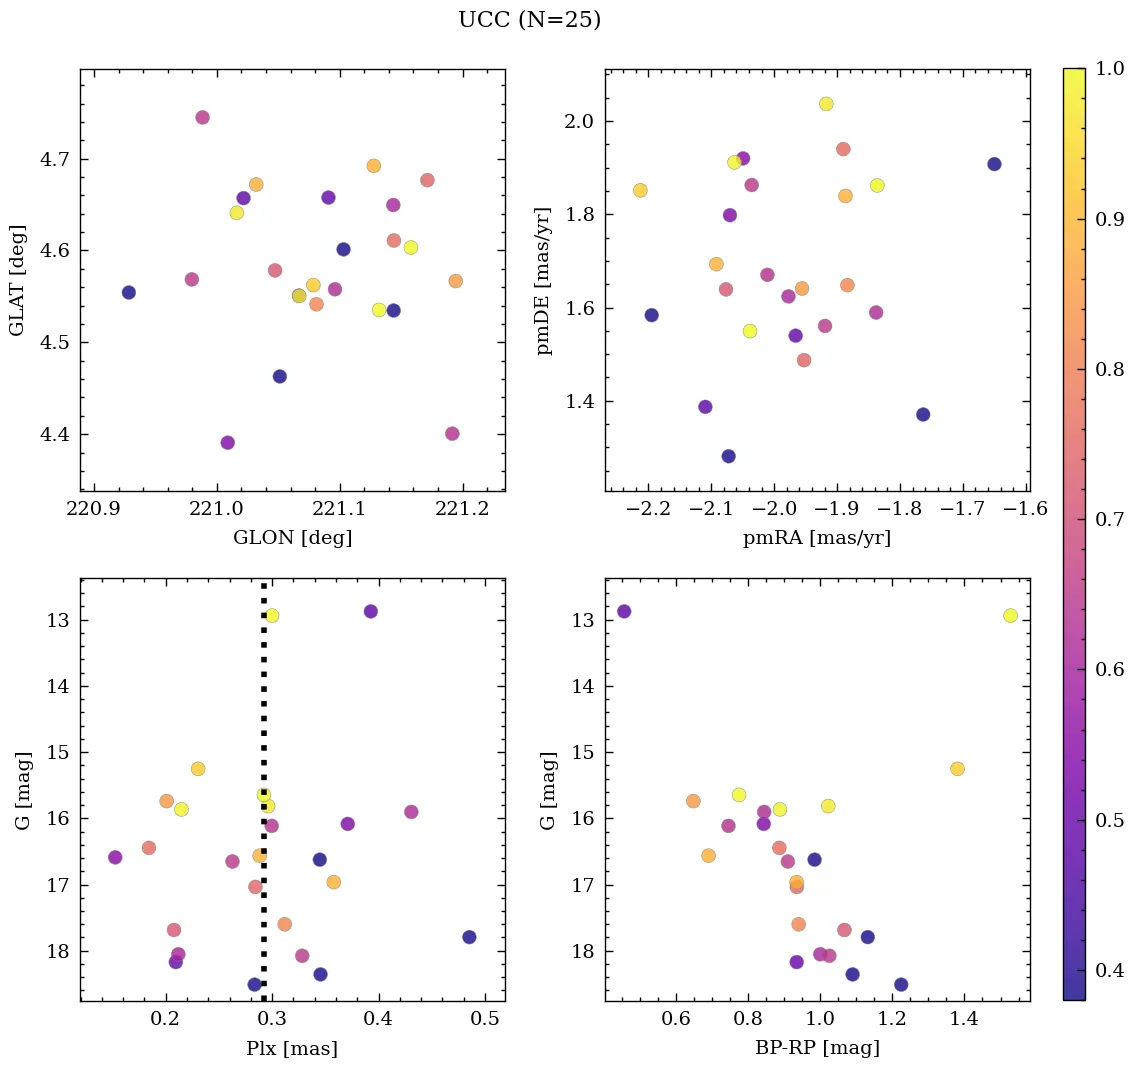 UCC (N=25)
4.7
4.6
4.5
4.4
GLAT [deg]
220.9 221.0 221.1 221.2
GLON [deg]
2.0
1.8
1.6
1.4
pmDE [mas/yr]
−2.2 −2.1 −2.0 −1.9 −1.8 −1.7 −1.6
pmRA [mas/yr]
1.0
0.9
0.8
0.7
0.6
0.5
0.4
13
14
15
16
17
18
G [mag]
0.2 0.3 0.4 0.5
Plx [mas]
13
14
15
16
17
18
G [mag]
0.6 0.8 1.0 1.2 1.4
BP-RP [mag]